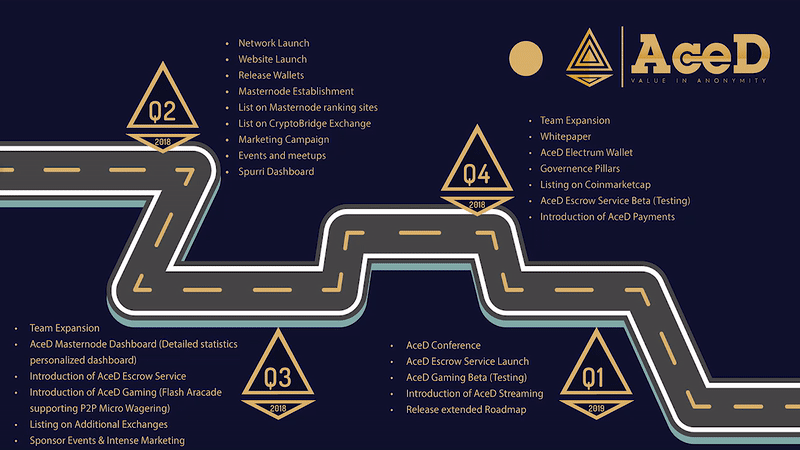 AceD
VALUE IN ANONYMITY
Q2
2018
• Network Launch
• Website Launch
• Release Wallets
• Masternode Establishment
• List on Masternode ranking sites
• List on CryptoBridge Exchange
• Marketing Campaign
• Events and meetups
• Spurri Dashboard
Q4
2018
• Team Expansion
• Whitepaper
• AceD Electrum Wallet
• Governence Pillars
• Listing on Coinmarketcap
• AceD Escrow Service Beta (Testing)
• Introduction of AceD Payments
• Team Expansion
• AceD Masternode Dashboard (Detailed statistics
personalized dashboard)
• Introduction of AceD Escrow Service
• Introduction of AceD Gaming (Flash Aracade
supporting P2P Micro Wagering)
• Listing on Additional Exchanges
• Sponsor Events & Intense Marketing
Q3
2018
• AceD Conference
• AceD Escrow Service Launch
• AceD Gaming Beta (Testing)
• Introduction of AceD Streaming
• Release extended Roadmap
Q1
2019